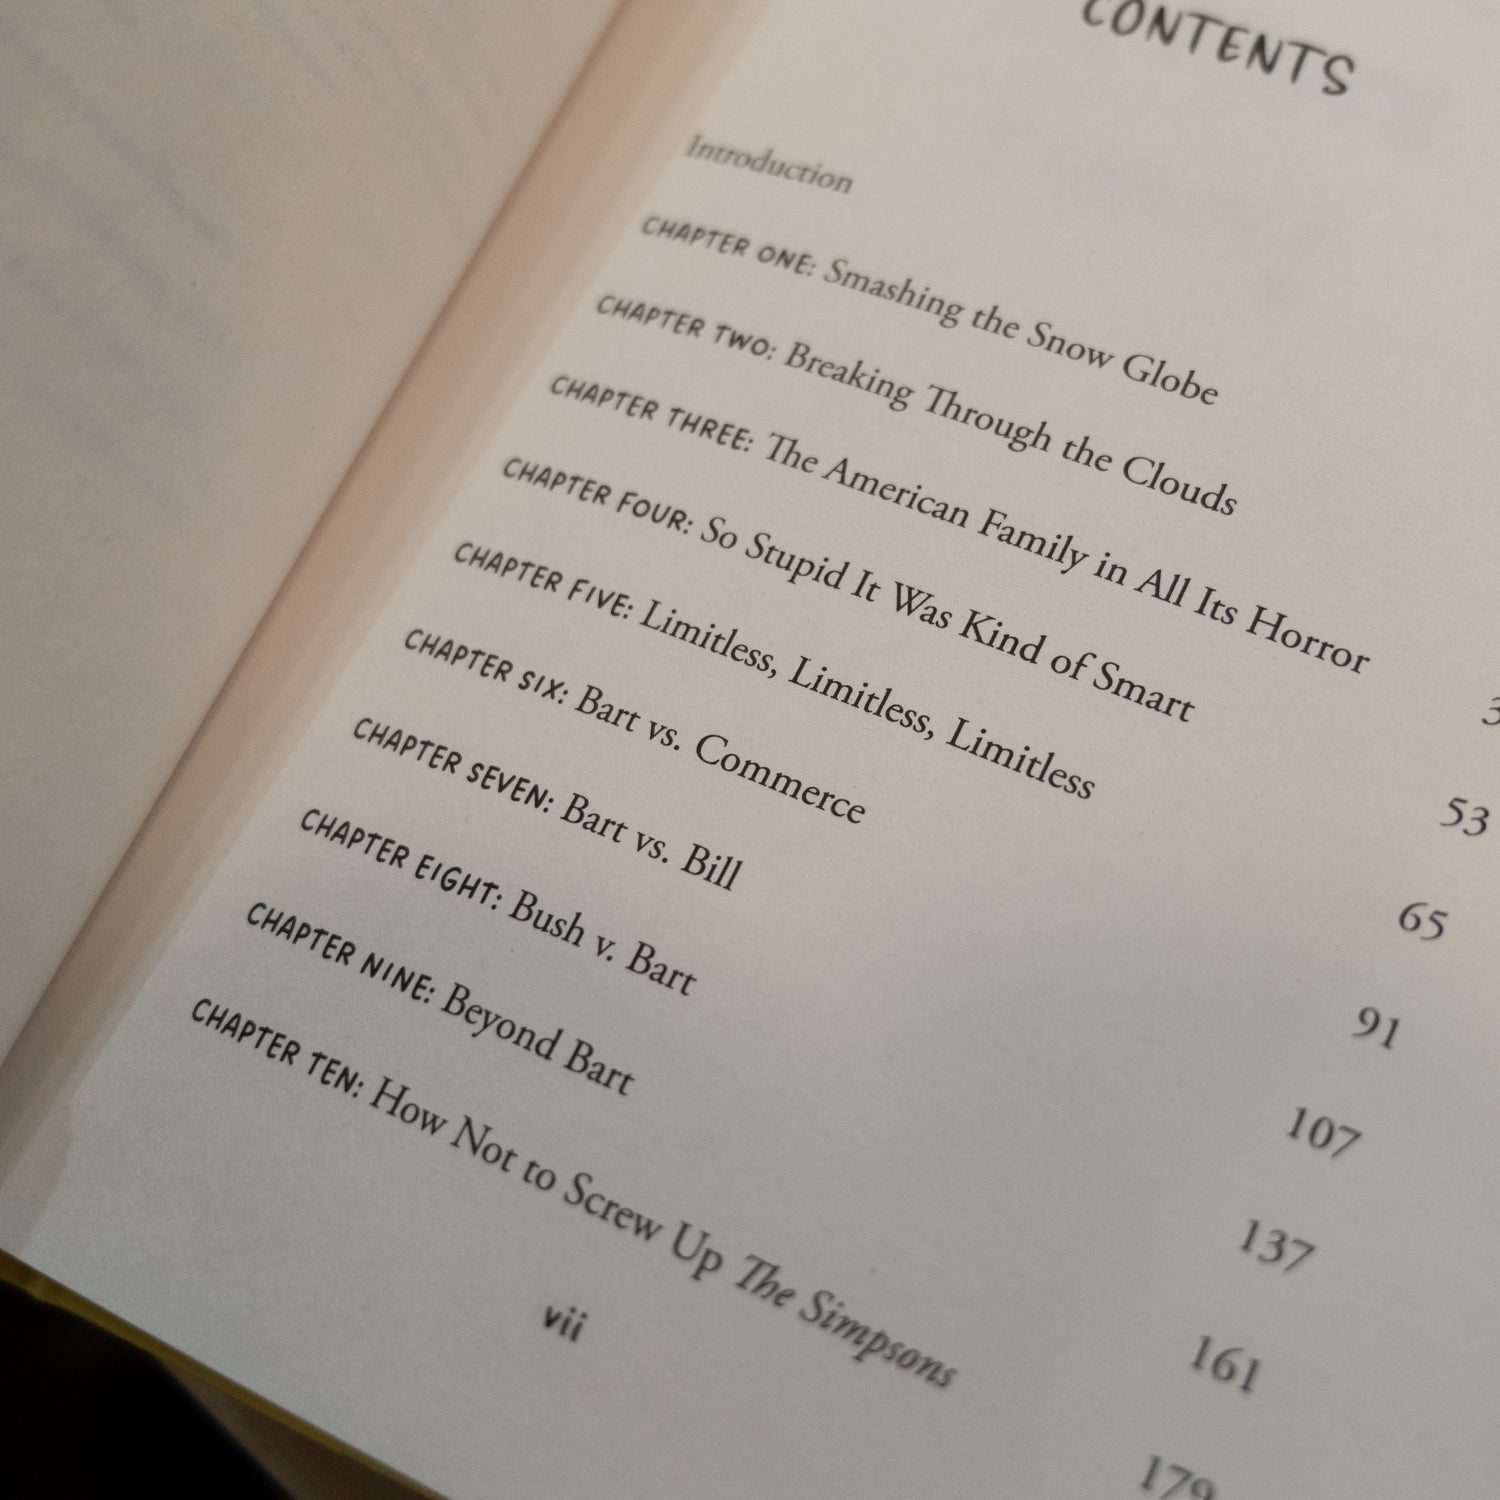 CONTENTS
Introduction
CHAPTER ONE: Smashing the Snow Globe
CHAPTER TWO: Breaking Through the Clouds
CHAPTER THREE: The American Family in All Its Horror
CHAPTER FOUR: So Stupid It Was Kind of Smart 53
CHAPTER FIVE: Limitless, Limitless, Limitless 65
CHAPTER SIX: Bart vs. Commerce 91
CHAPTER SEVEN: Bart vs. Bill 107
CHAPTER EIGHT: Bush v. Bart 137
CHAPTER NINE: Beyond Bart 161
CHAPTER TEN: How Not to Screw Up The Simpsons 179
vii